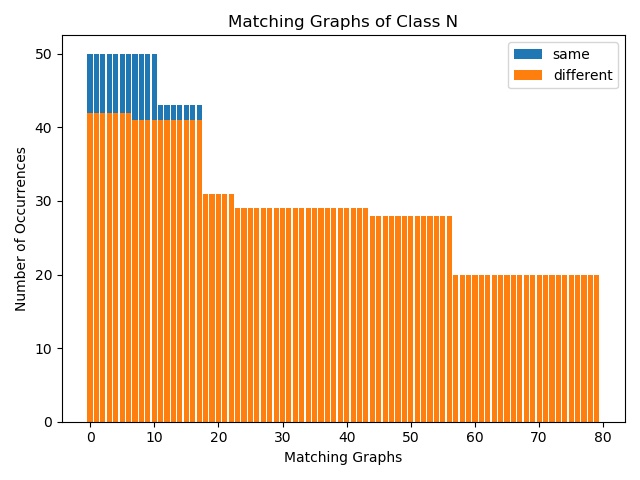 Matching Graphs of Class N
same
different
Number of Occurrences
50
40
30
20
10
0
0 10 20 30 40 50 60 70 80
Matching Graphs